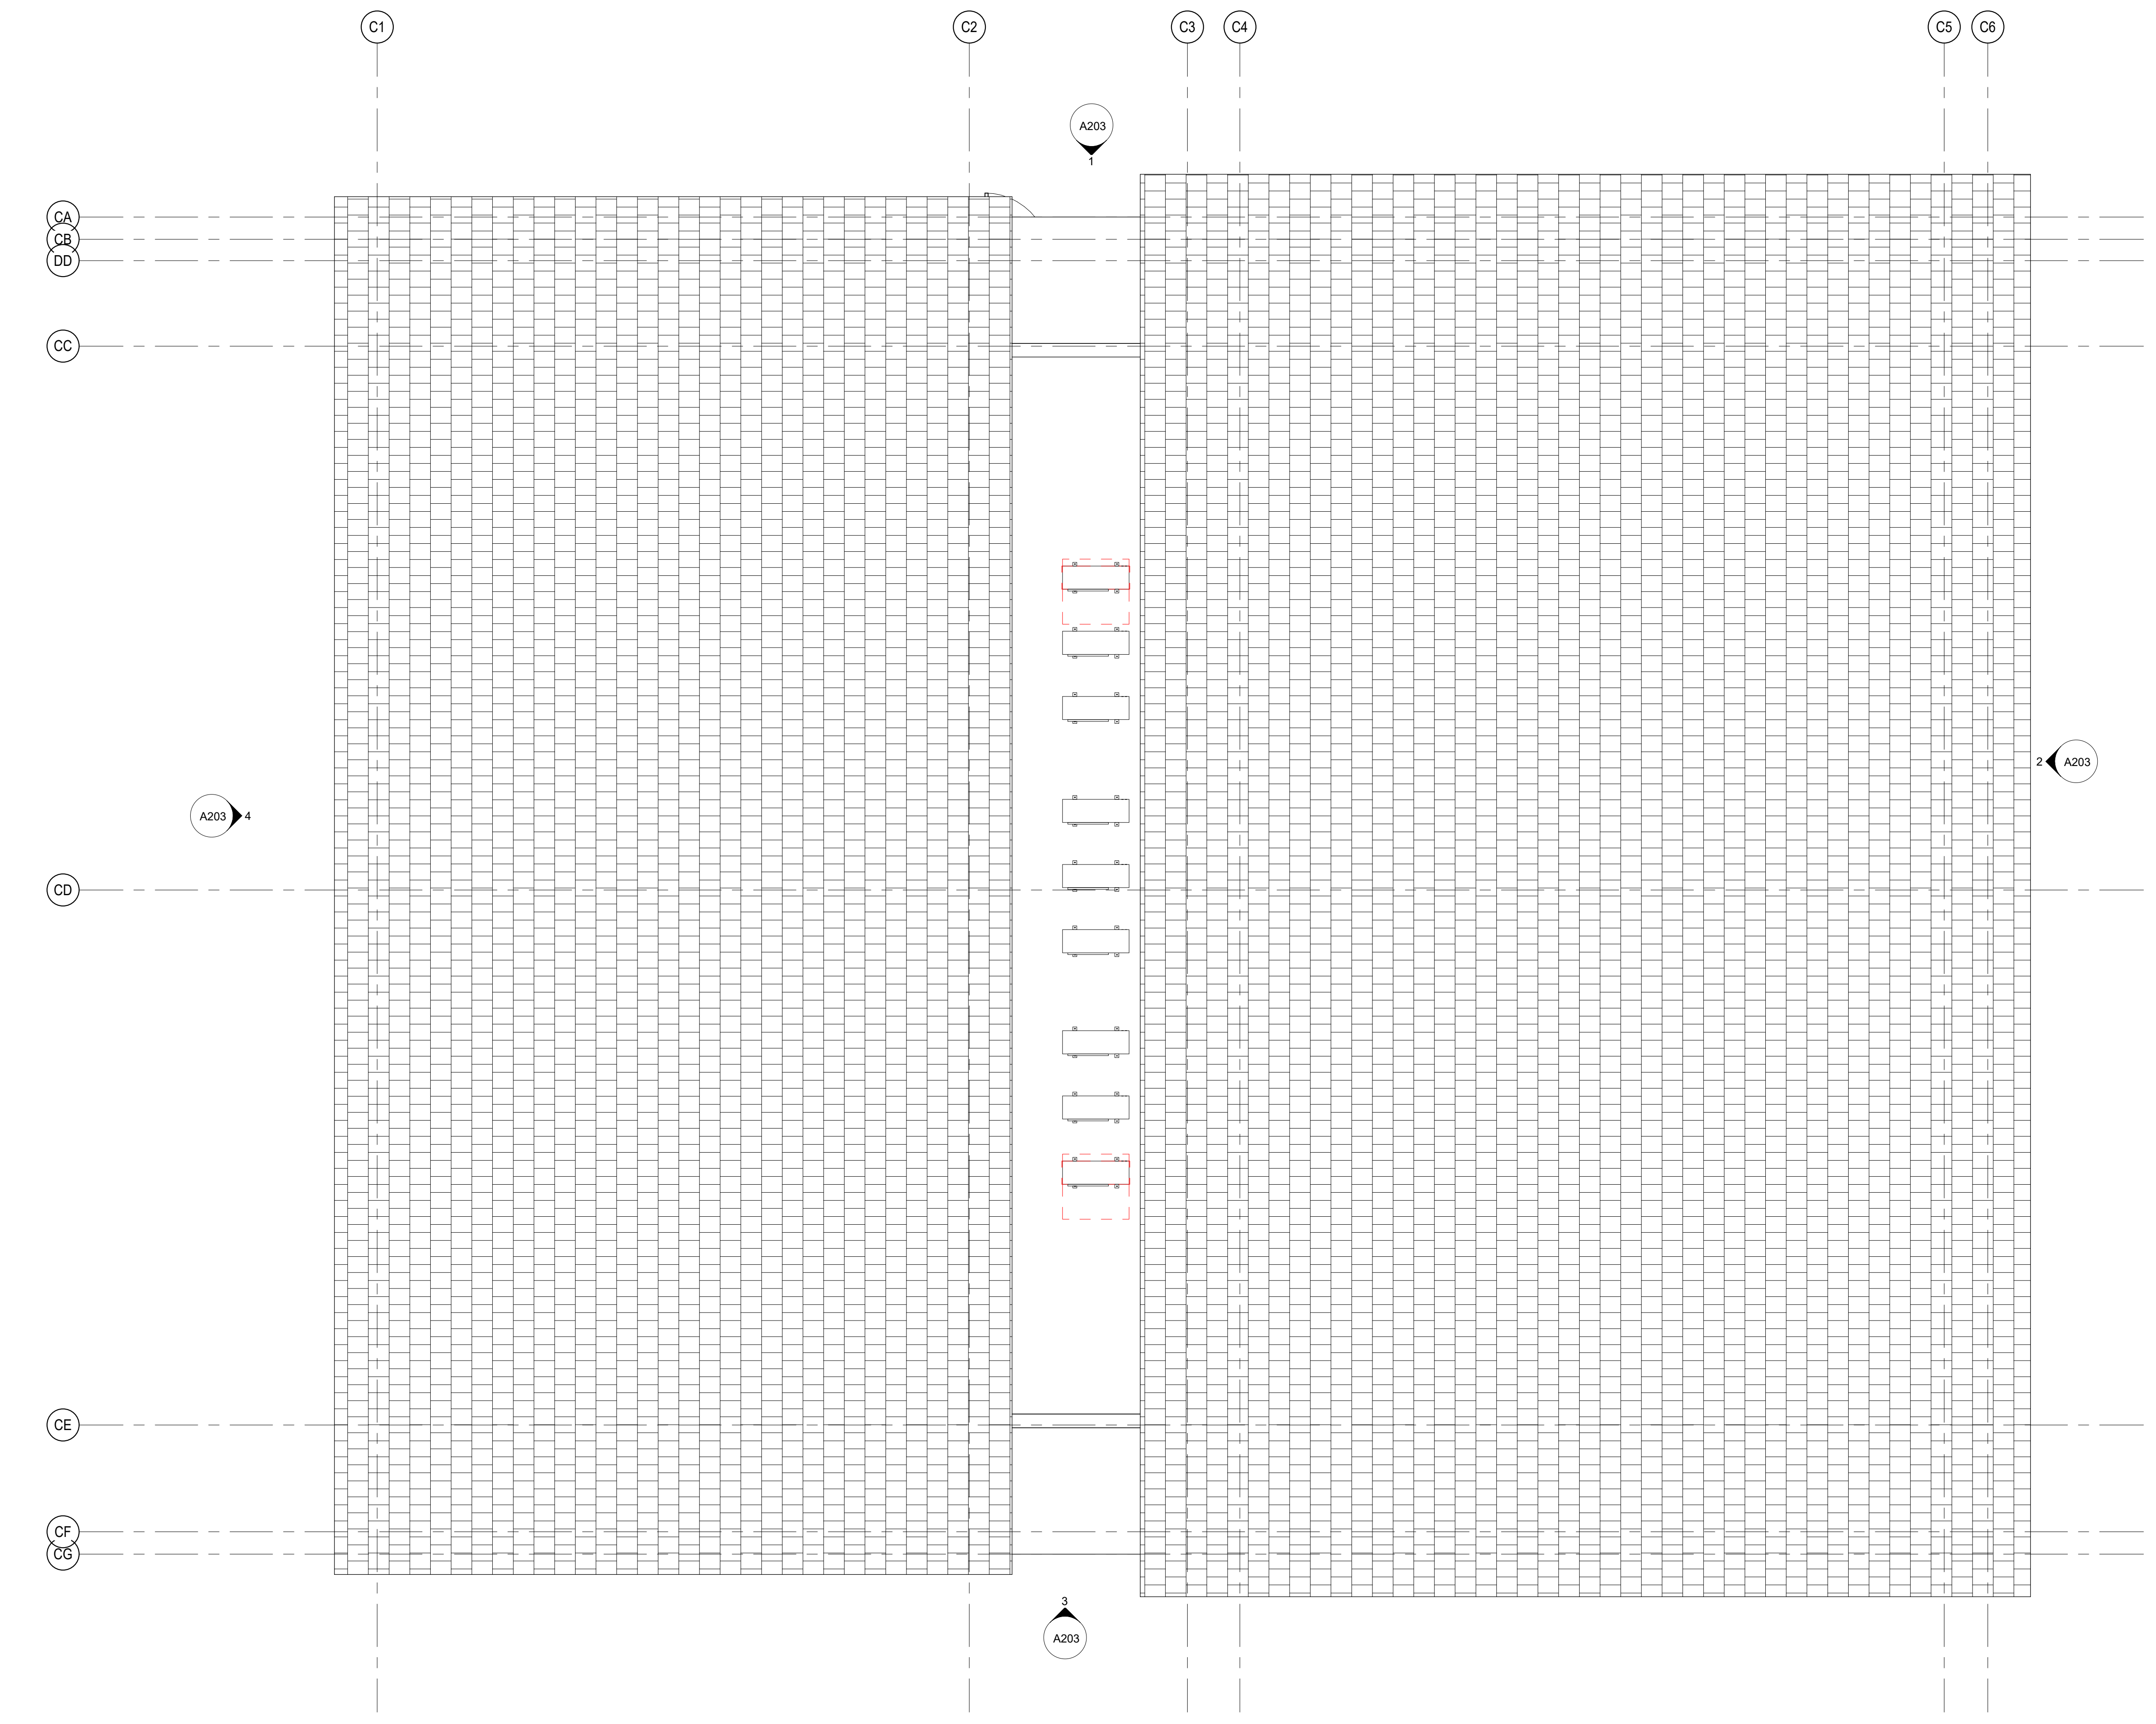 C1 C2 C3 C4 C5 C6
A203
1
CA
CB
DD
CC
2 A203
A203 4
CD
CE
CF
CG
3
A203